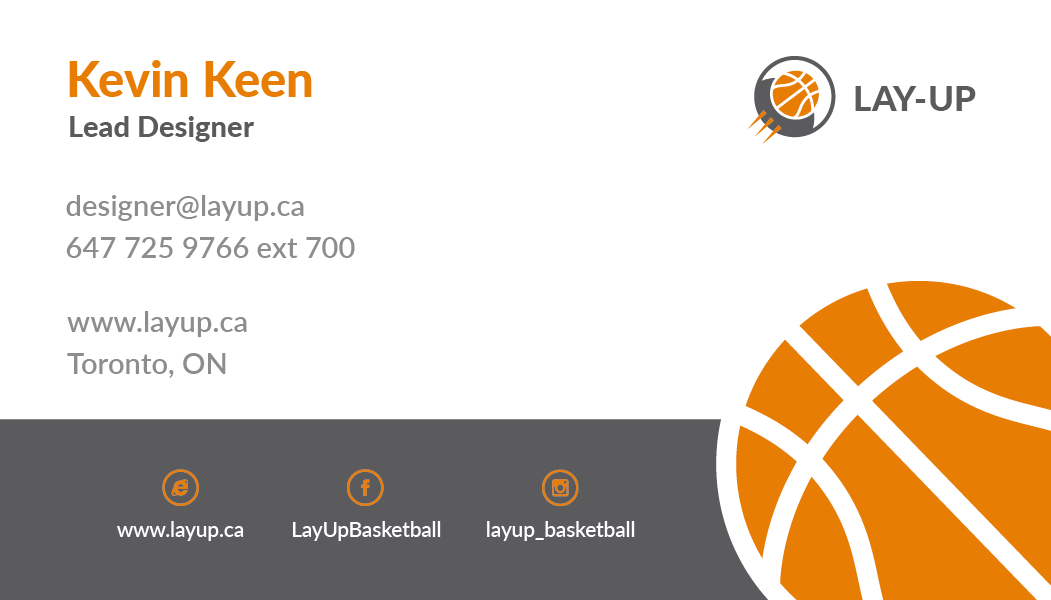 Kevin Keen
Lead Designer
LAY-UP
designer@layup.ca
647 725 9766 ext 700
www.layup.ca
Toronto, ON
www.layup.ca
LayUpBasketball
layup_basketball